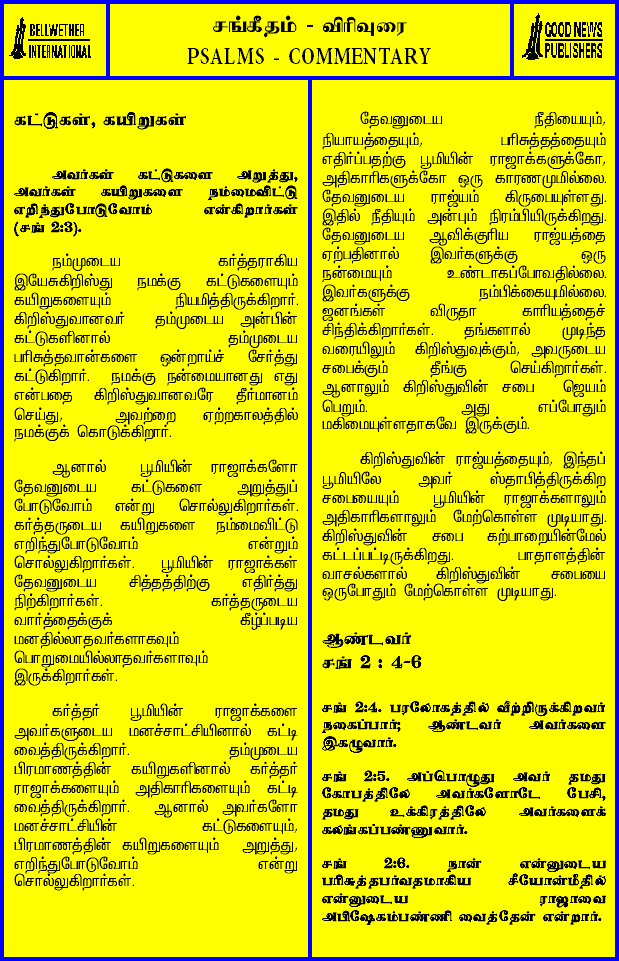 BELLWETHER
INTERNATIONAL
சங்கீதம் - விரிவுரை
PSALMS - COMMENTARY
GOOD NEWS
PUBLISHERS
கட்டுகள், கயிறுகள்
அவர்கள் கட்டுகளை அறுத்து,
அவர்கள் கயிறுகளை நம்மைவிட்டு
எறிந்துபோடுவோம் என்கிறார்கள்
(சங் 2:3).
நம்முடைய கர்த்தராகிய
இயேசுகிறிஸ்து நமக்கு கட்டுகளையும்
கயிறுகளையும் நியமித்திருக்கிறார்.
கிறிஸ்துவானவர் தம்முடைய அன்பின்
கட்டுகளினால் தம்முடைய
பரிசுத்தவான்களை ஒன்றாய்ச் சேர்த்து
கட்டுகிறார். நமக்கு நன்மையானது எது
என்பதை கிறிஸ்துவானவரே தீர்மானம்
செய்து, அவற்றை ஏற்றகாலத்தில்
நமக்குக் கொடுக்கிறார்.
ஆனால் பூமியின் ராஜாக்களோ
தேவனுடைய கட்டுகளை அறுத்துப்
போடுவோம் என்று சொல்லுகிறார்கள்.
கர்த்தருடைய கயிறுகளை நம்மைவிட்டு
எறிந்துபோடுவோம் என்றும்
சொல்லுகிறார்கள். பூமியின் ராஜாக்கள்
தேவனுடைய சித்தத்திற்கு எதிர்த்து
நிற்கிறார்கள். கர்த்தருடைய
வார்த்தைக்குக் கீழ்ப்படிய
மனதில்லாதவர்களாகவும்
பொறுமையில்லாதவர்களாவும்
இருக்கிறார்கள்.
கர்த்தர் பூமியின் ராஜாக்களை
அவர்களுடைய மனச்சாட்சியினால் கட்டி
வைத்திருக்கிறார். தம்முடைய
பிரமாணத்தின் கயிறுகளினால் கர்த்தர்
ராஜாக்களையும் அதிகாரிகளையும் கட்டி
வைத்திருக்கிறார். ஆனால் அவர்களோ
மனச்சாட்சியின் கட்டுகளையும்,
பிரமாணத்தின் கயிறுகளையும் அறுத்து,
எறிந்துபோடுவோம் என்று
சொல்லுகிறார்கள்.
தேவனுடைய நீதியையும்,
நியாயத்தையும், பரிசுத்தத்தையும்
எதிர்ப்பதற்கு பூமியின் ராஜாக்களுக்கோ,
அதிகாரிகளுக்கோ ஒரு காரணமுமில்லை.
தேவனுடைய ராஜ்யம் கிருபையுள்ளது.
இதில் நீதியும் அன்பும் நிரம்பியிருக்கிறது.
தேவனுடைய ஆவிக்குரிய ராஜ்யத்தை
ஏற்பதினால் இவர்களுக்கு ஒரு
நன்மையும் உண்டாகப்போவதில்லை.
இவர்களுக்கு நம்பிக்கையுமில்லை.
ஜனங்கள் விருதா காரியத்தைச்
சிந்திக்கிறார்கள். தங்களால் முடிந்த
வரையிலும் கிறிஸ்துவுக்கும், அவருடைய
சபைக்கும் தீங்கு செய்கிறார்கள்.
ஆனாலும் கிறிஸ்துவின் சபை ஜெயம்
பெறும். அது எப்போதும்
மகிமையுள்ளதாகவே இருக்கும்.
கிறிஸ்துவின் ராஜ்யத்தையும், இந்தப்
பூமியிலே அவர் ஸ்தாபித்திருக்கிற
சபையையும் பூமியின் ராஜாக்களாலும்
அதிகாரிகளாலும் மேற்கொள்ள முடியாது.
கிறிஸ்துவின் சபை கற்பாறையின்மேல்
கட்டப்பட்டிருக்கிறது. பாதாளத்தின்
வாசல்களால் கிறிஸ்துவின் சபையை
ஒருபோதும் மேற்கொள்ள முடியாது.
ஆண்டவர்
சங் 2 : 4-6
சங் 2:4. பரலோகத்தில் வீற்றிருக்கிறவர்
நகைப்பார்; ஆண்டவர் அவர்களை
இகழுவார்.
சங் 2:5. அப்பொழுது அவர் தமது
கோபத்திலே அவர்களோடே பேசி,
தமது உக்கிரத்திலே அவர்களைக்
கலங்கப்பண்ணுவார்.
சங் 2:6. நான் என்னுடைய
பரிசுத்தபர்வதமாகிய சீயோன்மீதில்
என்னுடைய ராஜாவை
அபிஷேகம்பண்ணி வைத்தேன் என்றார்.